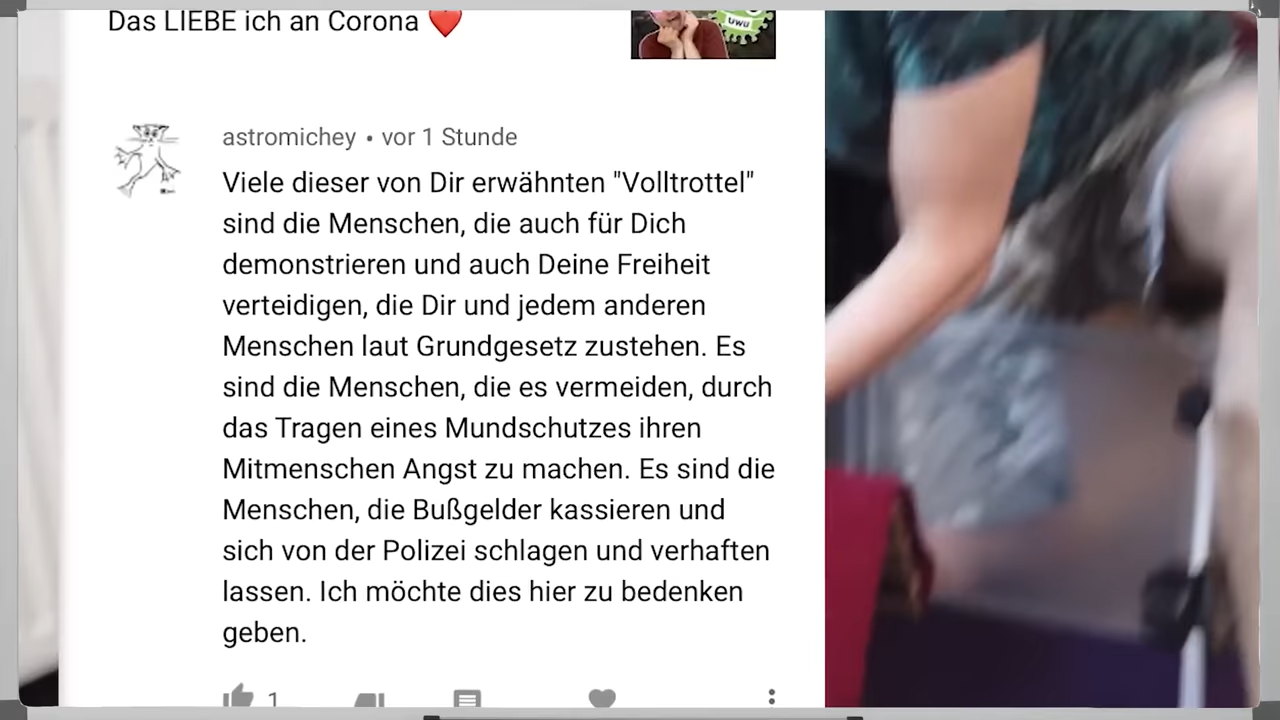 Das LIEBE ich an Corona ❤️
UWU
astromichey • vor 1 Stunde
Viele dieser von Dir erwähnten "Volltrottel"
sind die Menschen, die auch für Dich
demonstrieren und auch Deine Freiheit
verteidigen, die Dir und jedem anderen
Menschen laut Grundgesetz zustehen. Es
sind die Menschen, die es vermeiden, durch
das Tragen eines Mundschutzes ihren
Mitmenschen Angst zu machen. Es sind die
Menschen, die Bußgelder kassieren und
sich von der Polizei schlagen und verhaften
lassen. Ich möchte dies hier zu bedenken
geben.
1